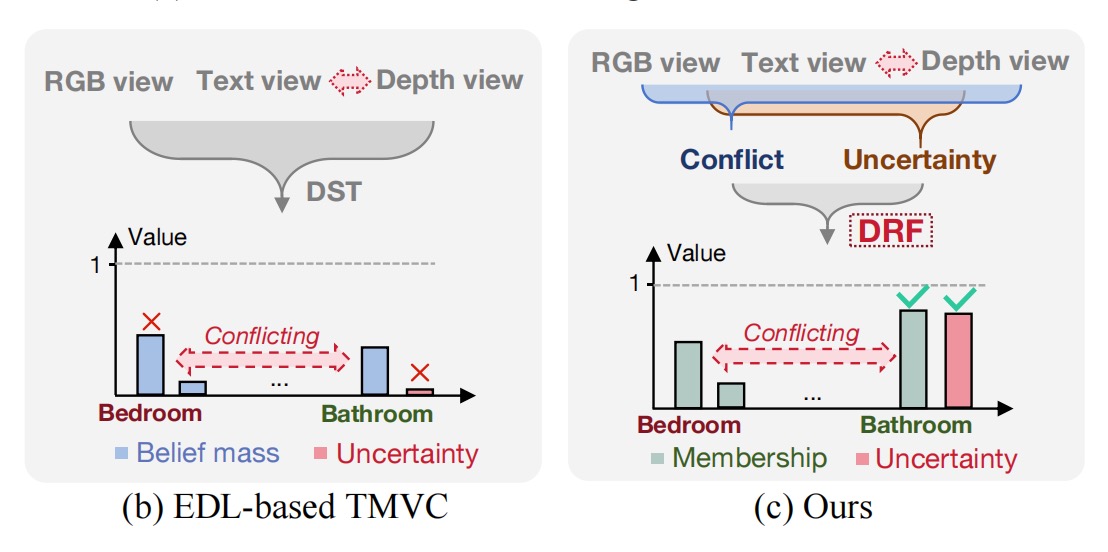 RGB view Text view Depth view
DST
Value
1
Conflicting
...
Bedroom Bathroom
Belief mass Uncertainty
(b) EDL-based TMVC
RGB view Text view Depth view
Conflict Uncertainty
DRF
Value
1
Conflicting
...
Bedroom Bathroom
Membership Uncertainty
(c) Ours